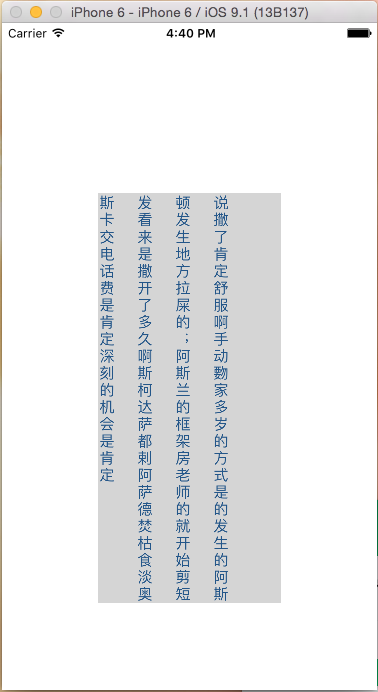 iPhone 6 - iPhone 6 / iOS 9.1 (13B137)
Carrier 4:40 PM
说撒了肯定舒服啊手动覅家多岁的方式是的发生的阿斯
顿发生地方拉屎的；阿斯兰的框架房老师的就开始剪短
发看来是撒开了多久啊斯柯达萨都剌阿萨德焚枯食淡奥
斯卡交电话费是肯定深刻的机会是肯定